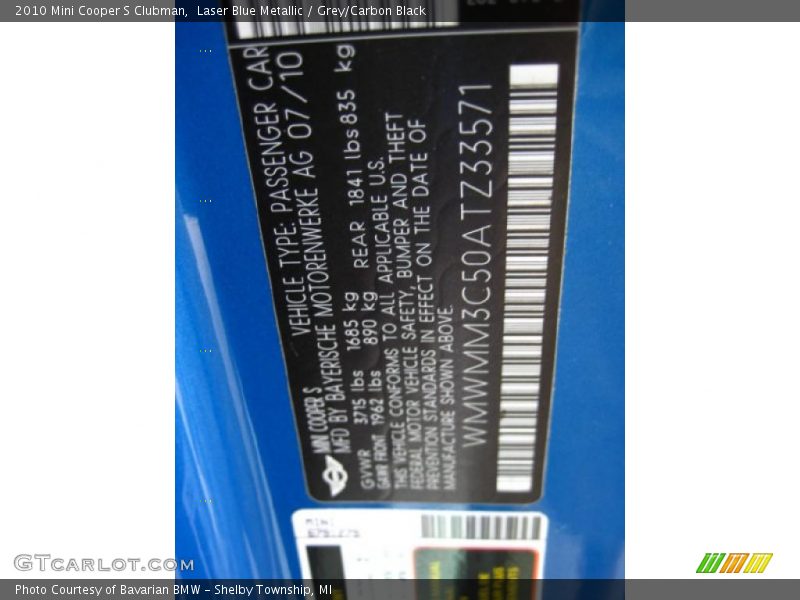 2010 Mini Cooper S Clubman, Laser Blue Metallic / Grey/Carbon Black
MINI COOPER S VEHICLE TYPE: PASSENGER CAR
MFD BY BAYERISCHE MOTORENWERKE AG 07/10
GVWR 3715 lbs 1685 kg REAR 1841 lbs 835 kg
GAWR FRONT 1962 lbs 890 kg
THIS VEHICLE CONFORMS TO ALL APPLICABLE U.S.
FEDERAL MOTOR VEHICLE SAFETY, BUMPER AND THEFT
PREVENTION STANDARDS IN EFFECT ON THE DATE OF
MANUFACTURE SHOWN ABOVE.
WMWMM3C50ATZ33571
MINI
GTCARLOT.COM
Photo Courtesy of Bavarian BMW – Shelby Township, MI